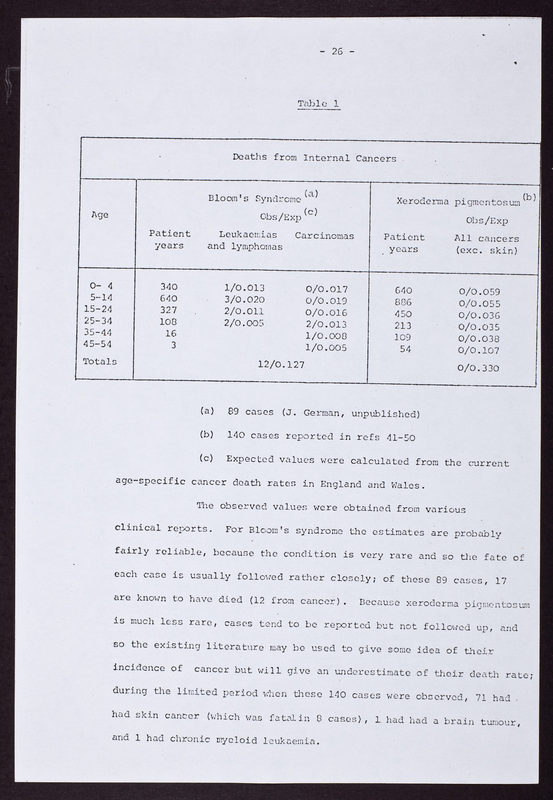 - 26 -
Table 1
Deaths from Internal Cancers
Age
Bloom's Syndrome (a)
Obs/Exp (c)
Xeroderma pigmentosum (b)
Obs/Exp
Patient years
Leukaemias and lymphomas
Carcinomas
Patient years
All cancers (exc. skin)
0- 4 340 1/0.013 0/0.017 640 0/0.059
5-14 640 3/0.020 0/0.019 886 0/0.055
15-24 327 2/0.011 0/0.016 450 0/0.036
25-34 108 2/0.005 2/0.013 213 0/0.035
35-44 16 1/0.008 109 0/0.038
45-54 3 1/0.005 54 0/0.107
Totals 12/0.127 0/0.330
(a) 89 cases (J. German, unpublished)
(b) 140 cases reported in refs 41-50
(c) Expected values were calculated from the current
age-specific cancer death rates in England and Wales.
The observed values were obtained from various
clinical reports. For Bloom's syndrome the estimates are probably
fairly reliable, because the condition is very rare and so the fate of
each case is usually followed rather closely; of these 89 cases, 17
are known to have died (12 from cancer). Because xeroderma pigmentosum
is much less rare, cases tend to be reported but not followed up, and
so the existing literature may be used to give some idea of their
incidence of cancer but will give an underestimate of their death rate;
during the limited period when these 140 cases were observed, 71 had
had skin cancer (which was fatal in 8 cases), 1 had had a brain tumour,
and 1 had chronic myeloid leukaemia.